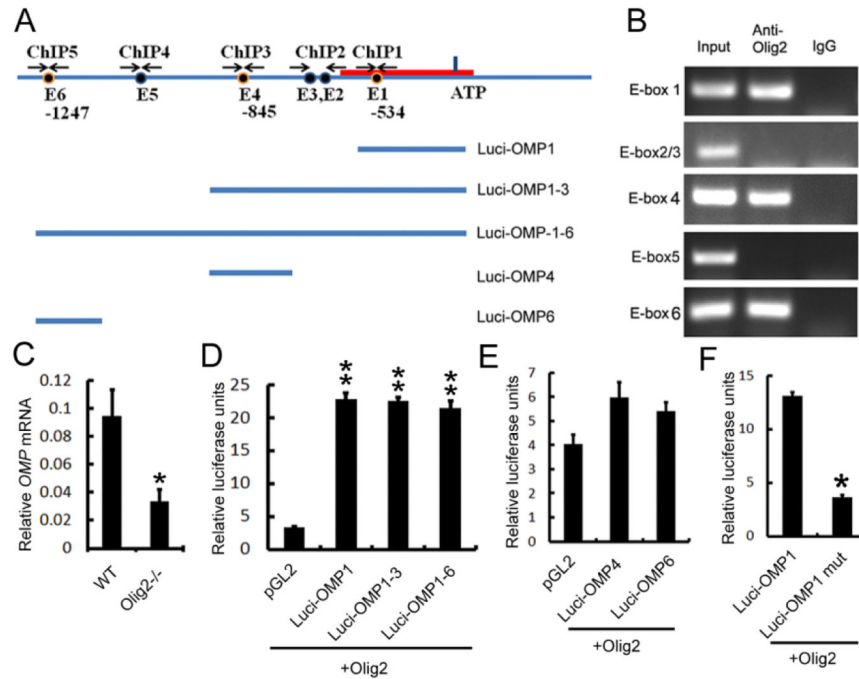 A
ChIP5 ChIP4 ChIP3 ChIP2 ChIP1
E6 E5 E4 E3,E2 E1 ATP
-1247 -845 -534
Luci-OMP1
Luci-OMP1-3
Luci-OMP-1-6
Luci-OMP4
Luci-OMP6
B
Input Anti-Olig2 IgG
E-box 1
E-box2/3
E-box 4
E-box5
E-box 6
C
Relative OMP mRNA
0.12
0.1
0.08
0.06
0.04
0.02
0
*
WT Olig2-/-
D
Relative luciferase units
25
20
15
10
5
0
** ** **
pGL2 Luci-OMP1 Luci-OMP1-3 Luci-OMP1-6
+Olig2
E
Relative luciferase units
8
7
6
5
4
3
2
1
0
pGL2 Luci-OMP4 Luci-OMP6
+Olig2
F
Relative luciferase units
15
10
5
0
*
Luci-OMP1 Luci-OMP1 mut
+Olig2